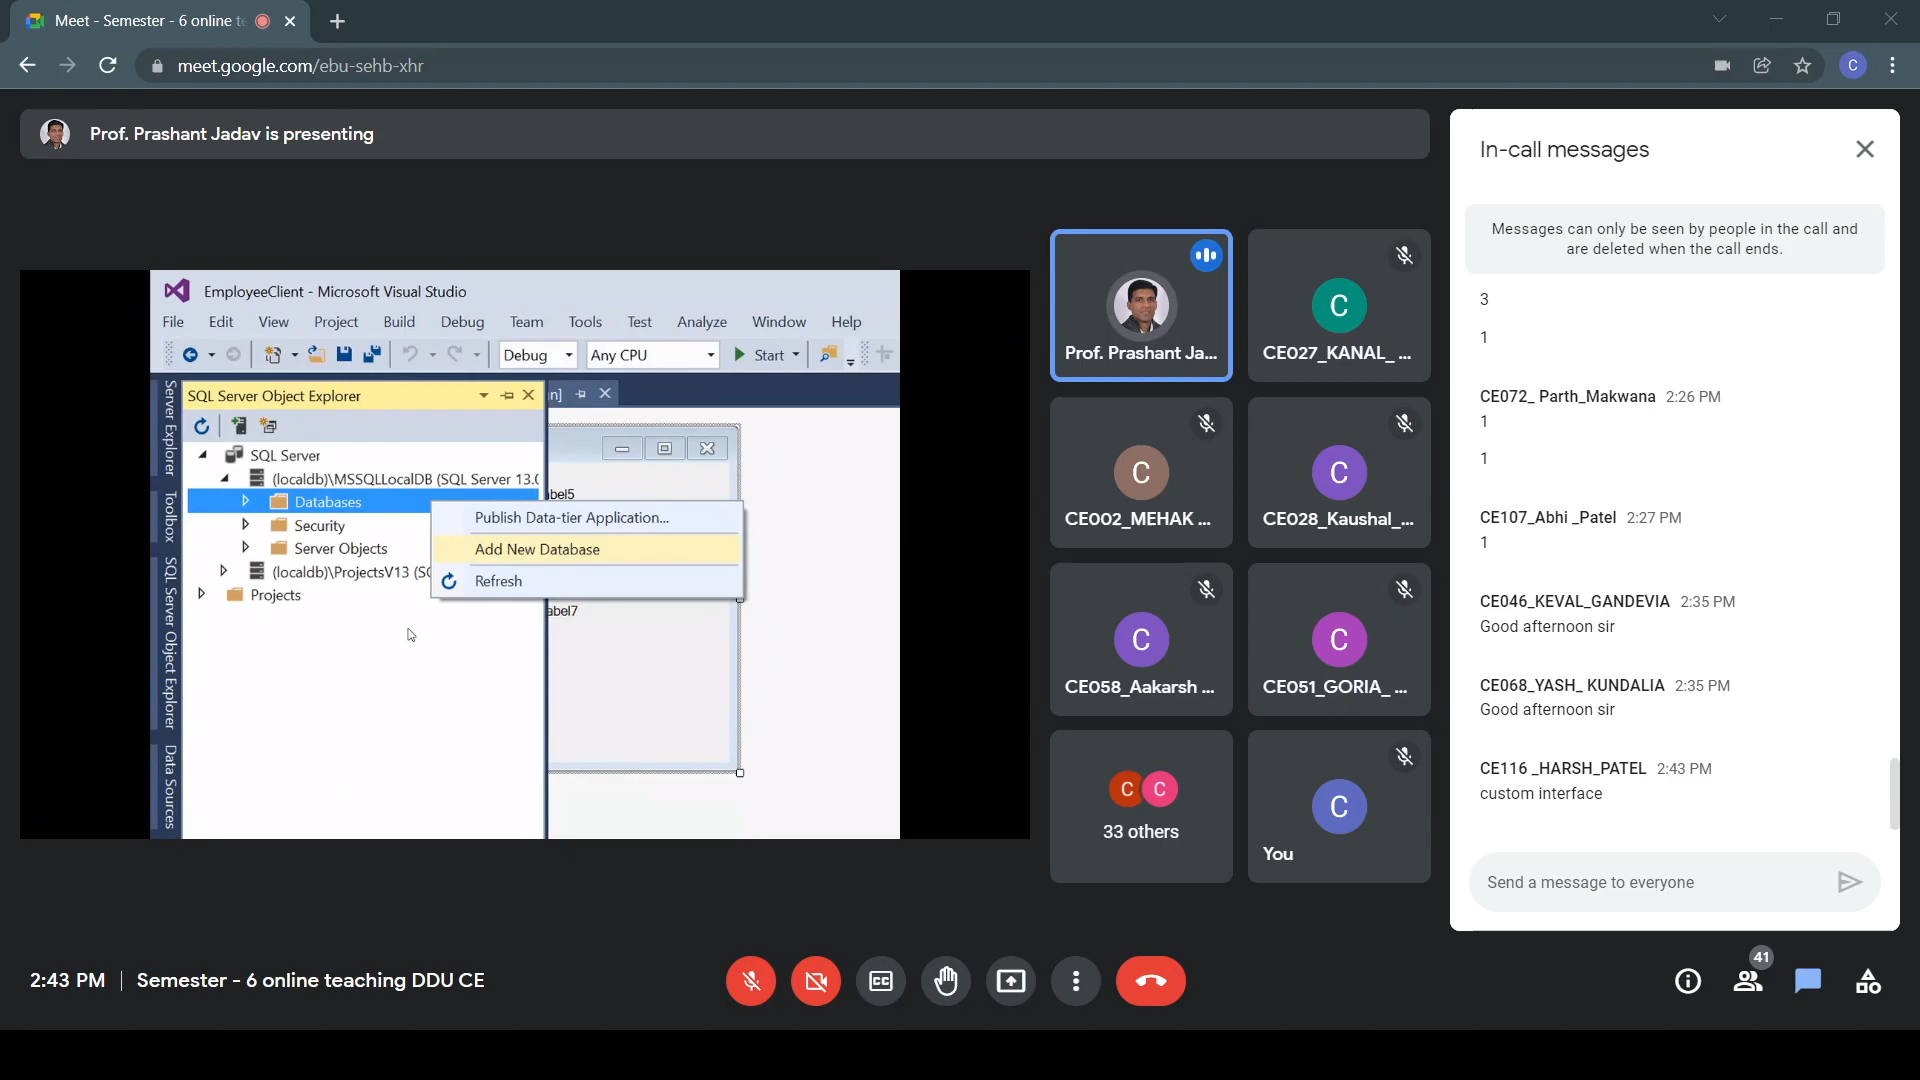 Meet - Semester - 6 online te
meet.google.com/ebu-sehb-xhr
C
Prof. Prashant Jadav is presenting
EmployeeClient - Microsoft Visual Studio
File Edit View Project Build Debug Team Tools Test Analyze Window Help
Debug Any CPU Start
Server Explorer
Toolbox
SQL Server Object Explorer
Data Sources
SQL Server Object Explorer
n]
SQL Server
(localdb)\MSSQLLocalDB (SQL Server 13.0
Databases
Security
Server Objects
(localdb)\ProjectsV13 (SQ
Projects
Publish Data-tier Application...
Add New Database
Refresh
abel5
abel7
Prof. Prashant Ja...
C
CE027_KANAL_ ...
C
CE002_MEHAK ...
C
CE028_Kaushal_...
C
CE058_Aakarsh ...
C
CE051_GORIA_ ...
C C
33 others
C
You
In-call messages
Messages can only be seen by people in the call and
are deleted when the call ends.
3
1
CE072_ Parth_Makwana 2:26 PM
1
1
CE107_Abhi _Patel 2:27 PM
1
CE046_KEVAL_GANDEVIA 2:35 PM
Good afternoon sir
CE068_YASH_ KUNDALIA 2:35 PM
Good afternoon sir
CE116 _HARSH_PATEL 2:43 PM
custom interface
Send a message to everyone
2:43 PM | Semester - 6 online teaching DDU CE
CC
41